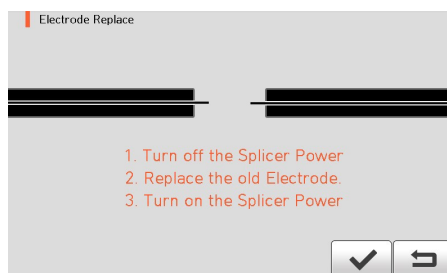 Electrode Replace
1. Turn off the Splicer Power
2. Replace the old Electrode.
3. Turn on the Splicer Power